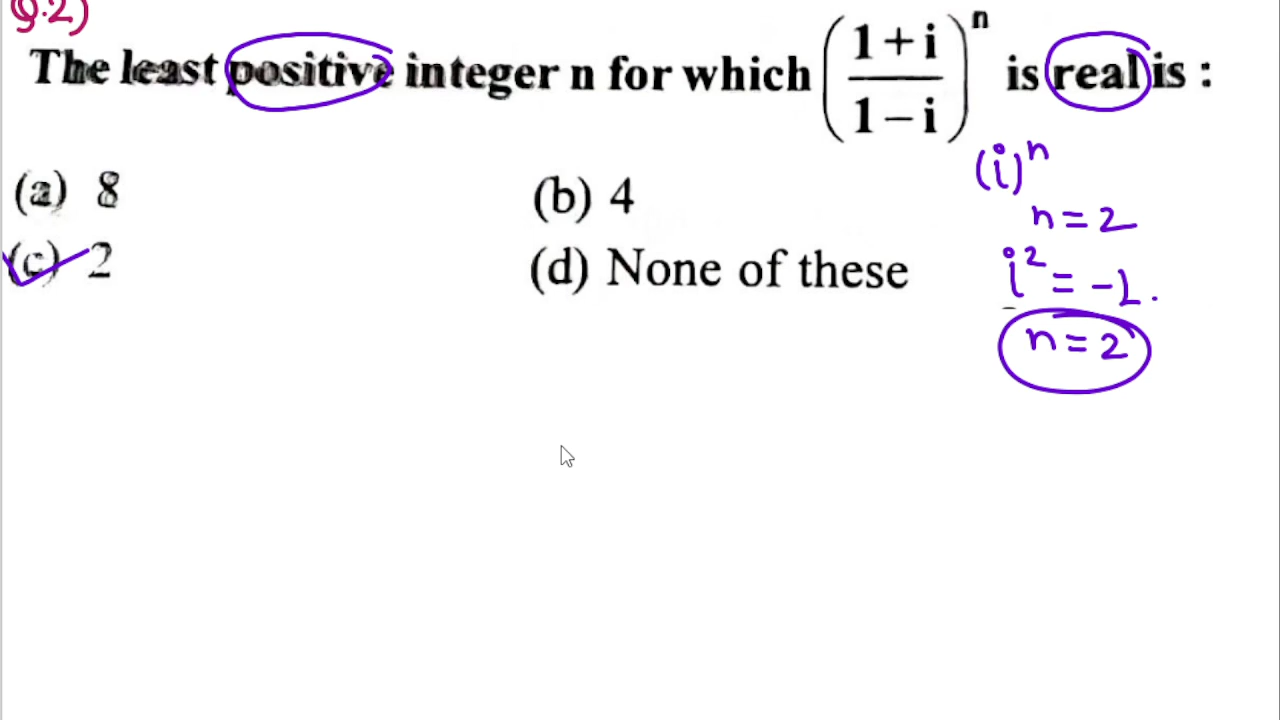 Q.2)
The least positive integer n for which (1+i / 1−i)^n is real is :
(i)^n
(a) 8 (b) 4
n=2
(c) 2 (d) None of these
i^2 = -1.
n=2